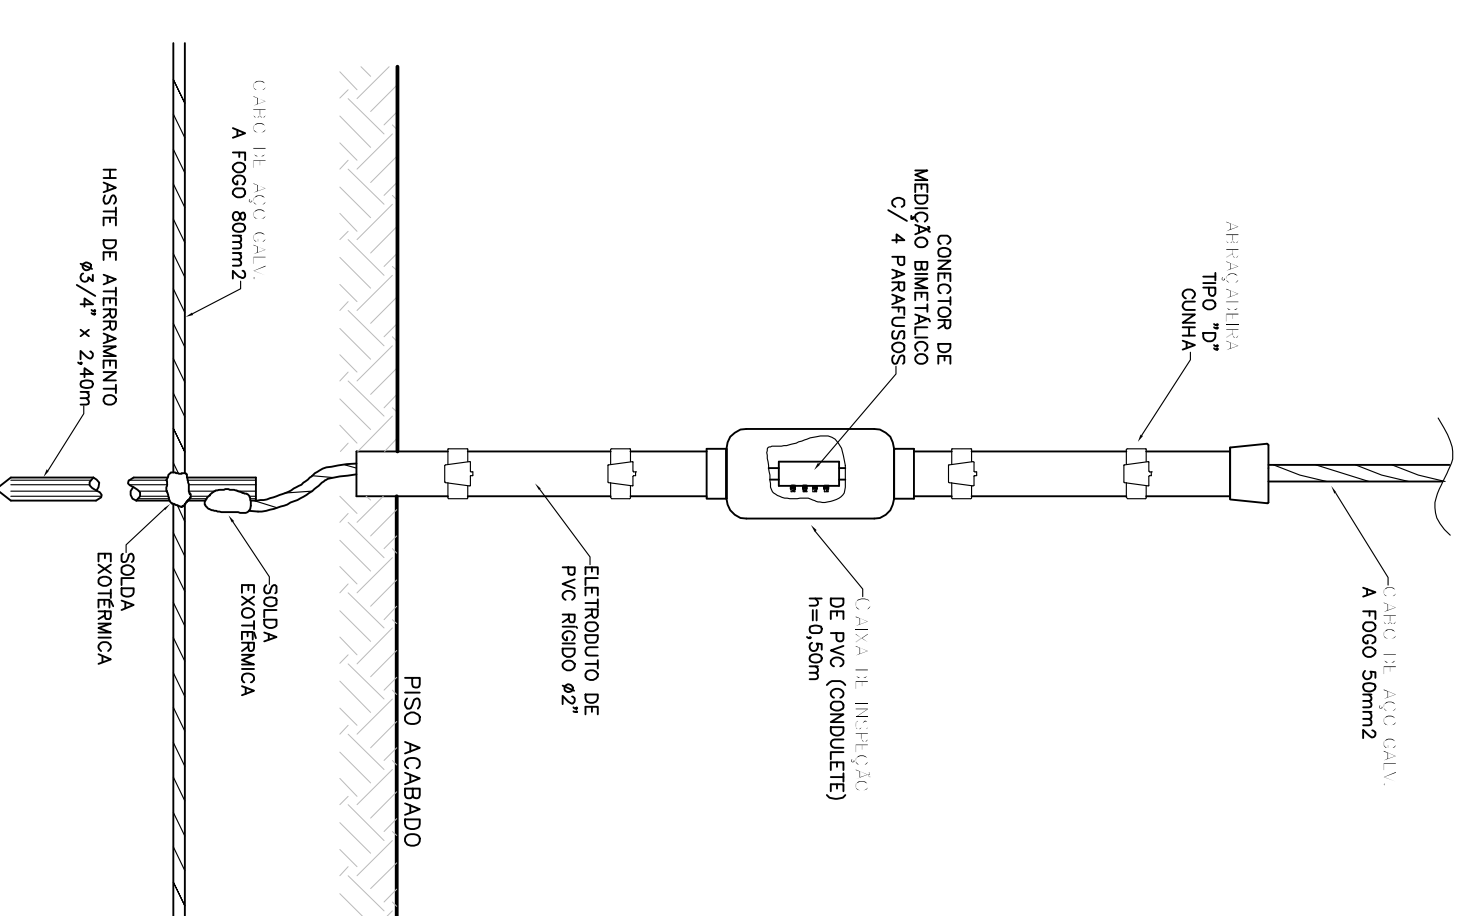 CABO DE AÇO GALV.
A FOGO 50mm2
ABRAÇADEIRA
TIPO "D"
CUNHA
CONECTOR DE
MEDIÇÃO BIMETÁLICO
C/ 4 PARAFUSOS
CAIXA DE INSPEÇÃO
DE PVC (CONDULETE)
h=0,50m
ELETRODUTO DE
PVC RÍGIDO ø2"
PISO ACABADO
CABO DE AÇO GALV.
A FOGO 80mm2
SOLDA
EXOTÉRMICA
SOLDA
EXOTÉRMICA
HASTE DE ATERRAMENTO
ø3/4" x 2,40m